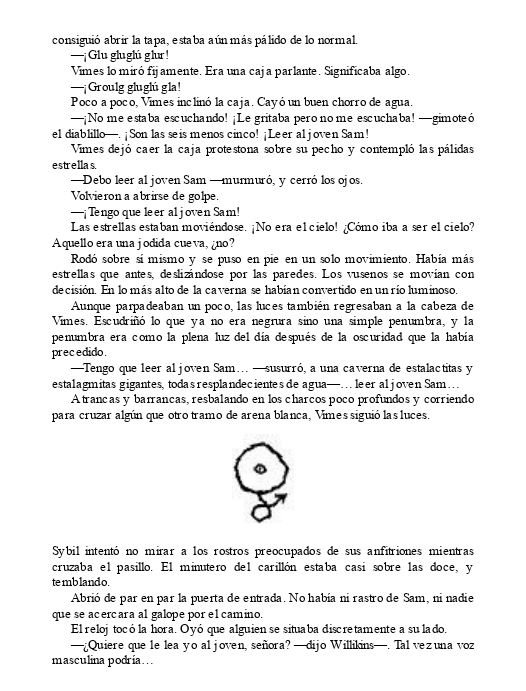 consiguió abrir la tapa, estaba aún más pálido de lo normal.
—¡Glu gluglú glur!
Vimes lo miró fijamente. Era una caja parlante. Significaba algo.
—¡Groulg gluglú gla!
Poco a poco, Vimes inclinó la caja. Cayó un buen chorro de agua.
—¡No me estaba escuchando! ¡Le gritaba pero no me escuchaba! —gimoteó
el diablillo—. ¡Son las seis menos cinco! ¡Leer al joven Sam!
Vimes dejó caer la caja protestona sobre su pecho y contempló las pálidas
estrellas.
—Debo leer al joven Sam —murmuró, y cerró los ojos.
Volvieron a abrirse de golpe.
—¡Tengo que leer al joven Sam!
Las estrellas estaban moviéndose. ¡No era el cielo! ¿Cómo iba a ser el cielo?
Aquello era una jodida cueva, ¿no?
Rodó sobre sí mismo y se puso en pie en un solo movimiento. Había más
estrellas que antes, deslizándose por las paredes. Los vusenos se movían con
decisión. En lo más alto de la caverna se habían convertido en un río luminoso.
Aunque parpadeaban un poco, las luces también regresaban a la cabeza de
Vimes. Escudriñó lo que ya no era negrura sino una simple penumbra, y la
penumbra era como la plena luz del día después de la oscuridad que la había
precedido.
—Tengo que leer al joven Sam… —susurró, a una caverna de estalactitas y
estalagmitas gigantes, todas resplandecientes de agua—… leer al joven Sam…
A trancas y barrancas, resbalando en los charcos poco profundos y corriendo
para cruzar algún que otro tramo de arena blanca, Vimes siguió las luces.
Sybil intentó no mirar a los rostros preocupados de sus anfitriones mientras
cruzaba el pasillo. El minutero del carillón estaba casi sobre las doce, y
temblando.
Abrió de par en par la puerta de entrada. No había ni rastro de Sam, ni nadie
que se acercara al galope por el camino.
El reloj tocó la hora. Oyó que alguien se situaba discretamente a su lado.
—¿Quiere que le lea yo al joven, señora? —dijo Willikins—. Tal vez una voz
masculina podría…